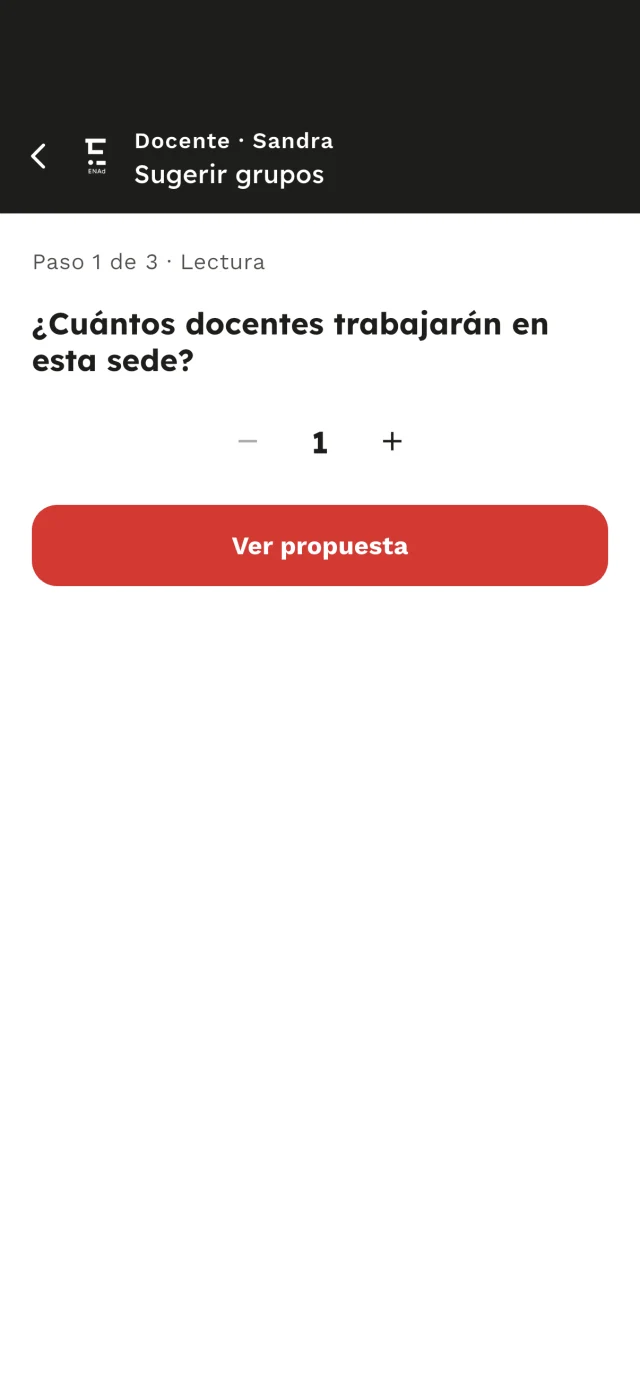 Docente · Sandra
ENAd
Sugerir grupos
Paso 1 de 3 · Lectura
¿Cuántos docentes trabajarán en
esta sede?
− 1 +
Ver propuesta